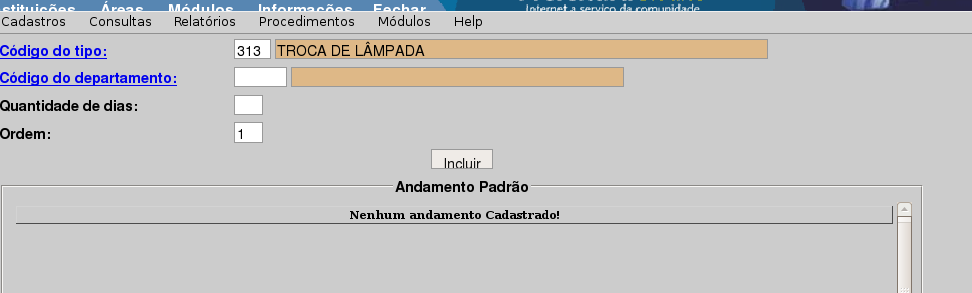 stituições Áreas Módulos Informações Fechar
Internet a serviço da comunidade
Cadastros Consultas Relatórios Procedimentos Módulos Help
Código do tipo: 313 TROCA DE LÂMPADA
Código do departamento:
Quantidade de dias:
Ordem: 1
Incluir
Andamento Padrão
Nenhum andamento Cadastrado!